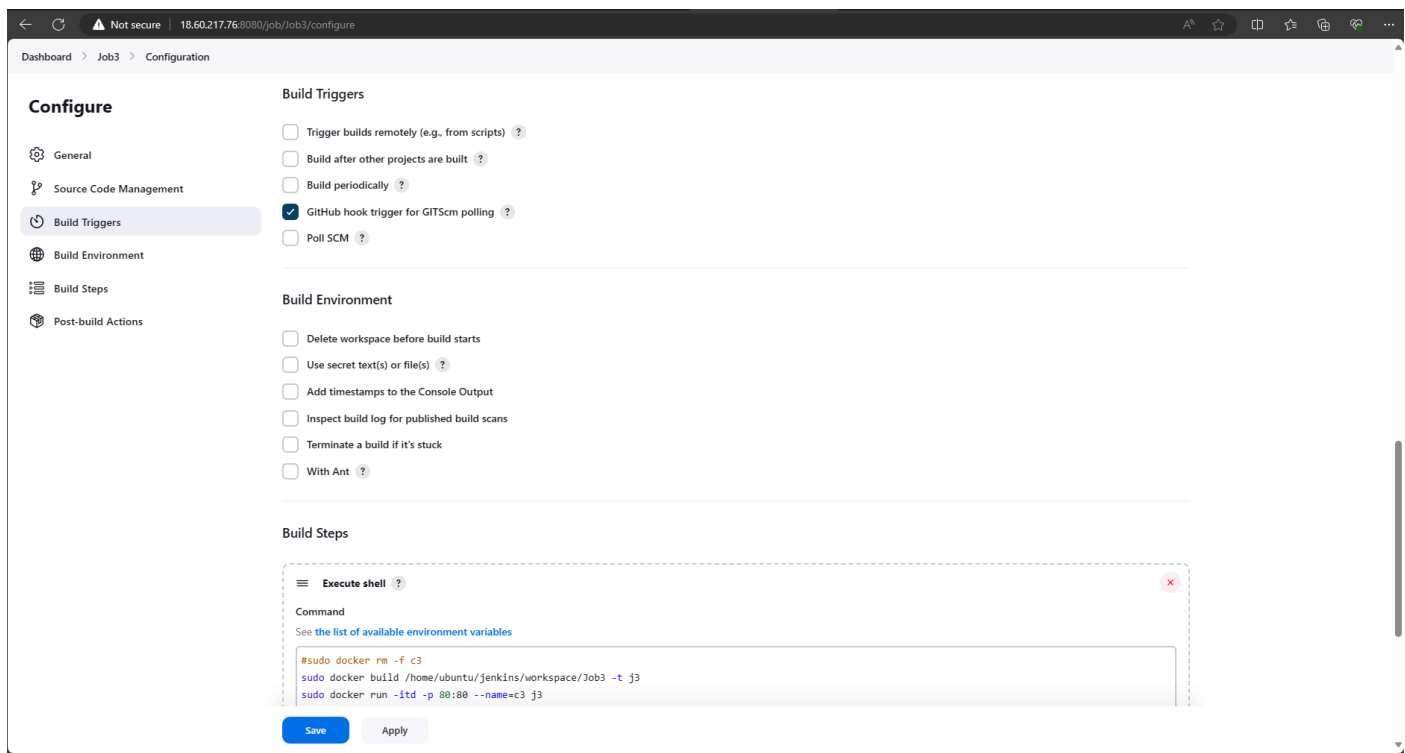 Not secure | 18.60.217.76:8080/job/Job3/configure
Dashboard > Job3 > Configuration
Configure
General
Source Code Management
Build Triggers
Build Environment
Build Steps
Post-build Actions
Build Triggers
Trigger builds remotely (e.g., from scripts) ?
Build after other projects are built ?
Build periodically ?
GitHub hook trigger for GITScm polling ?
Poll SCM ?
Build Environment
Delete workspace before build starts
Use secret text(s) or file(s) ?
Add timestamps to the Console Output
Inspect build log for published build scans
Terminate a build if it's stuck
With Ant ?
Build Steps
Execute shell ?
Command
See the list of available environment variables
#sudo docker rm -f c3
sudo docker build /home/ubuntu/jenkins/workspace/Job3 -t j3
sudo docker run -itd -p 80:80 --name=c3 j3
Save Apply